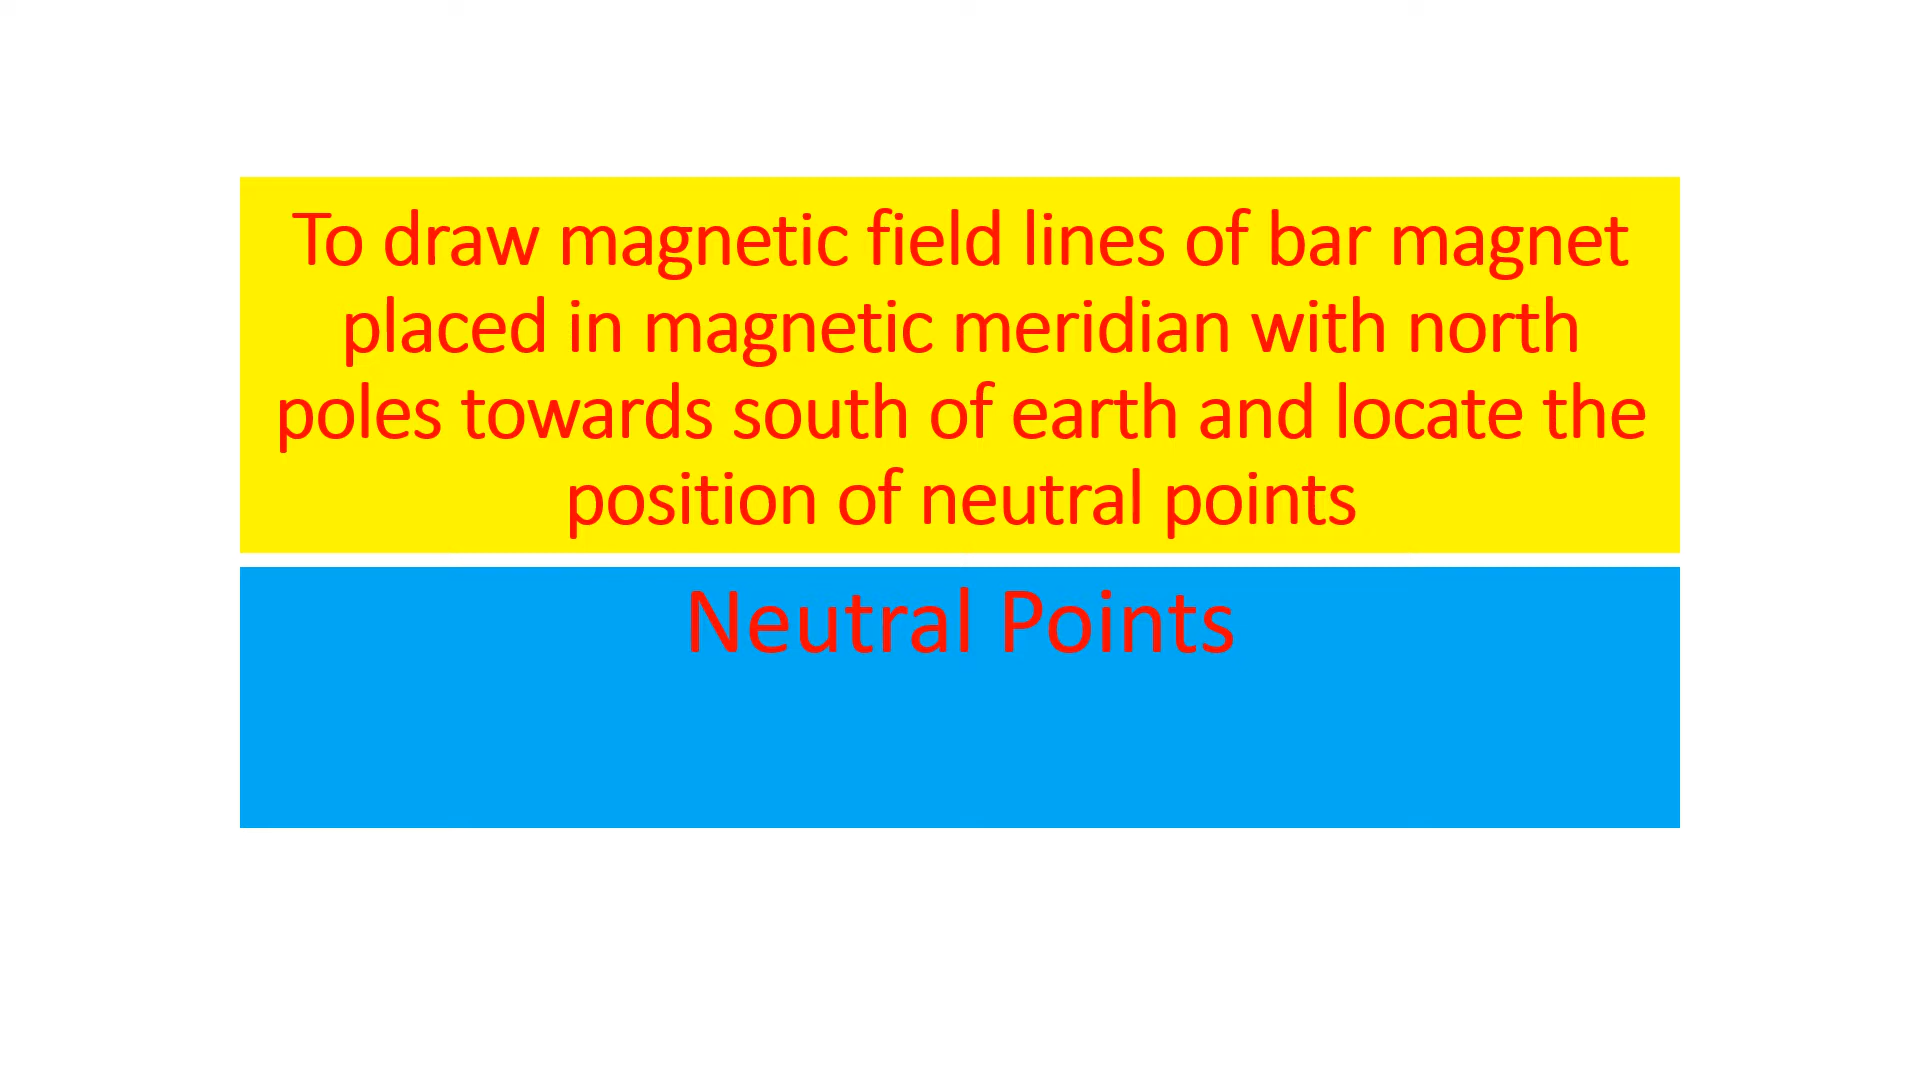 To draw magnetic field lines of bar magnet
placed in magnetic meridian with north
poles towards south of earth and locate the
position of neutral points
Neutral Points